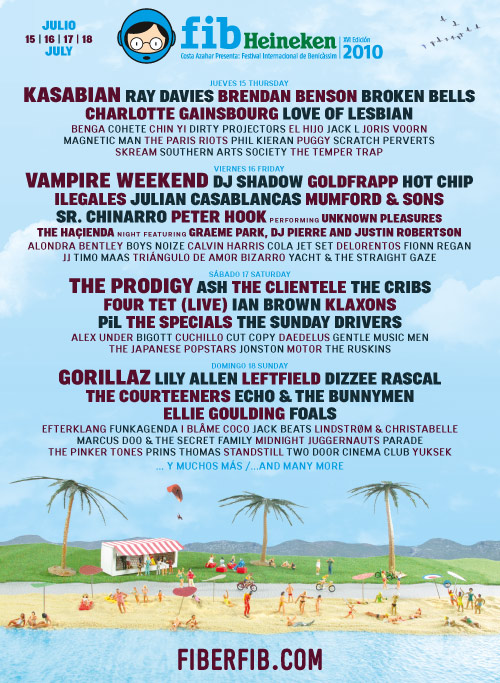 JULIO
15 | 16 | 17 | 18
JULY
fib Heineken XVI Edición 2010
Costa Azahar Presenta: Festival Internacional de Benicàssim
JUEVES 15 THURSDAY
KASABIAN RAY DAVIES BRENDAN BENSON BROKEN BELLS
CHARLOTTE GAINSBOURG LOVE OF LESBIAN
BENGA COHETE CHIN YI DIRTY PROJECTORS EL HIJO JACK L JORIS VOORN
MAGNETIC MAN THE PARIS RIOTS PHIL KIERAN PUGGY SCRATCH PERVERTS
SKREAM SOUTHERN ARTS SOCIETY THE TEMPER TRAP
VIERNES 16 FRIDAY
VAMPIRE WEEKEND DJ SHADOW GOLDFRAPP HOT CHIP
ILEGALES JULIAN CASABLANCAS MUMFORD & SONS
SR. CHINARRO PETER HOOK PERFORMING UNKNOWN PLEASURES
THE HAÇIENDA NIGHT FEATURING GRAEME PARK, DJ PIERRE AND JUSTIN ROBERTSON
ALONDRA BENTLEY BOYS NOIZE CALVIN HARRIS COLA JET SET DELORENTOS FIONN REGAN
JJ TIMO MAAS TRIÁNGULO DE AMOR BIZARRO YACHT & THE STRAIGHT GAZE
SÁBADO 17 SATURDAY
THE PRODIGY ASH THE CLIENTELE THE CRIBS
FOUR TET (LIVE) IAN BROWN KLAXONS
PiL THE SPECIALS THE SUNDAY DRIVERS
ALEX UNDER BIGOTT CUCHILLO CUT COPY DAEDELUS GENTLE MUSIC MEN
THE JAPANESE POPSTARS JONSTON MOTOR THE RUSKINS
DOMINGO 18 SUNDAY
GORILLAZ LILY ALLEN LEFTFIELD DIZZEE RASCAL
THE COURTEENERS ECHO & THE BUNNYMEN
ELLIE GOULDING FOALS
EFTERKLANG FUNKAGENDA I BLÅME COCO JACK BEATS LINDSTRØM & CHRISTABELLE
MARCUS DOO & THE SECRET FAMILY MIDNIGHT JUGGERNAUTS PARADE
THE PINKER TONES PRINS THOMAS STANDSTILL TWO DOOR CINEMA CLUB YUKSEK
... Y MUCHOS MÁS /...AND MANY MORE
FIBERFIB.COM